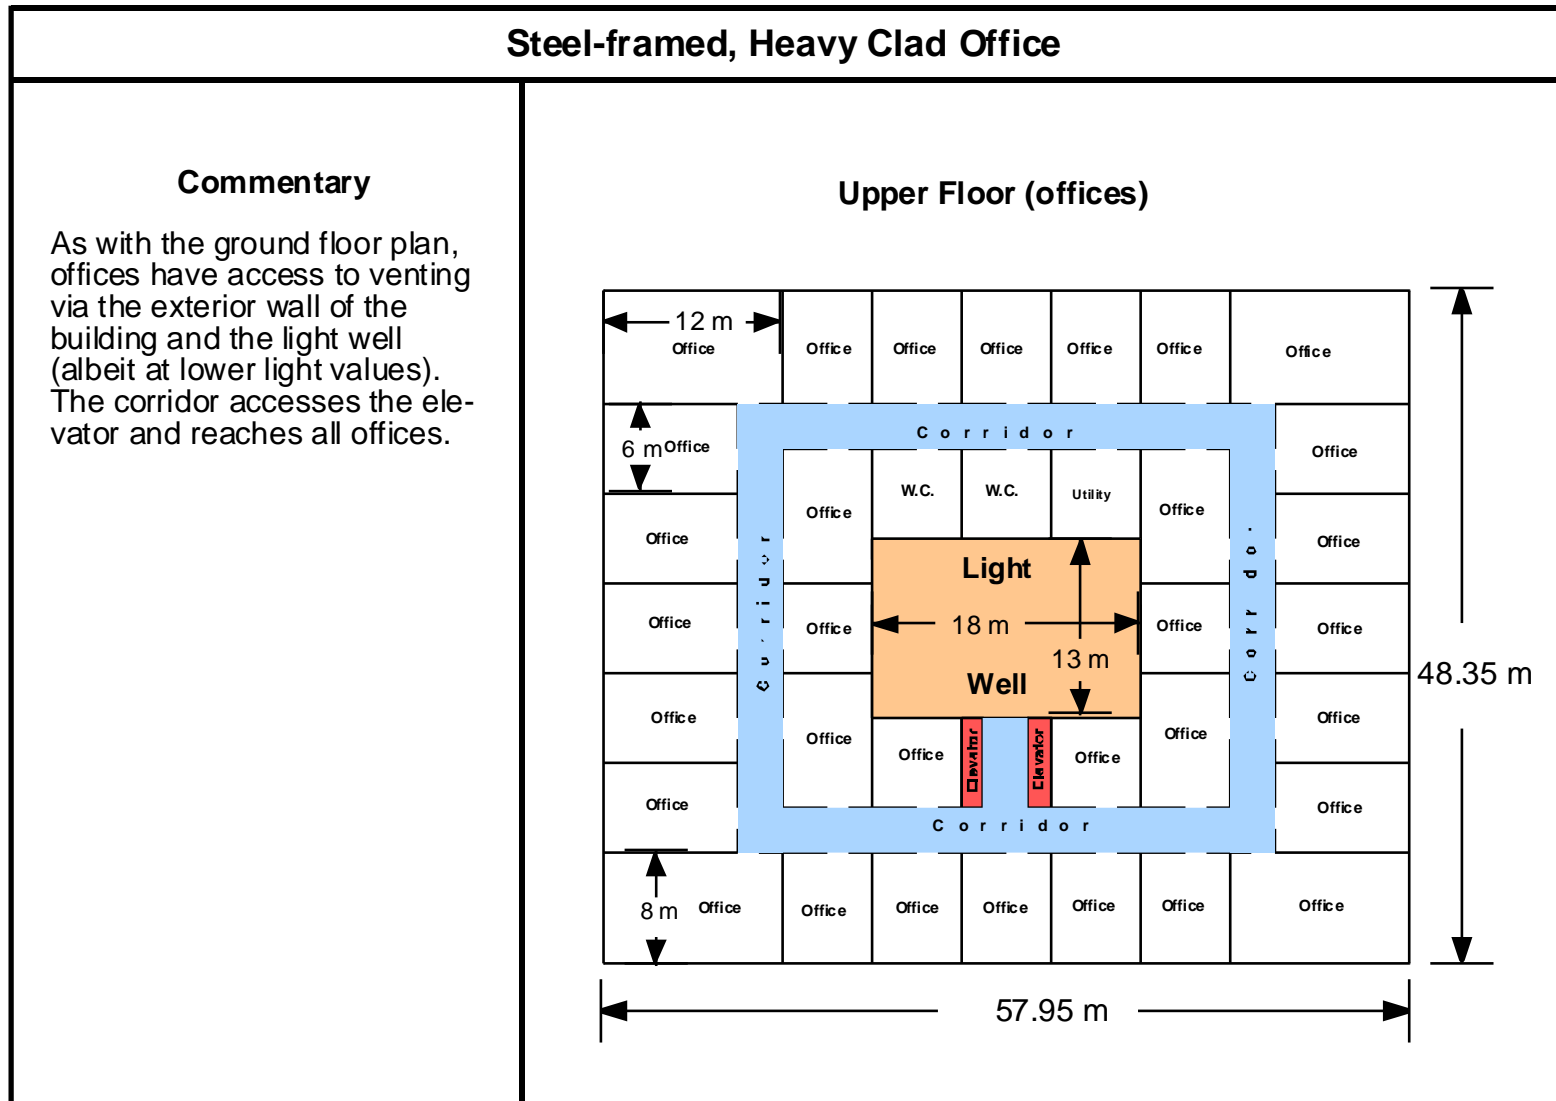 Steel-framed, Heavy Clad Office
Commentary
As with the ground floor plan,
offices have access to venting
via the exterior wall of the
building and the light well
(albeit at lower light values).
The corridor accesses the ele-
vator and reaches all offices.
Upper Floor (offices)
12 m
Office
Office
Office
Office
Office
Office
Office
Corridor
6 m
Office
Office
W.C.
W.C.
Utility
Office
Office
Office
Office
Corridor
Light
Corr dor
Office
Office
Office
18 m
Office
Office
13 m
Well
48.35 m
Office
Office
Office
Office
Office
Elevator
Elevator
Office
Office
Office
Corridor
8 m
Office
Office
Office
Office
Office
Office
Office
57.95 m